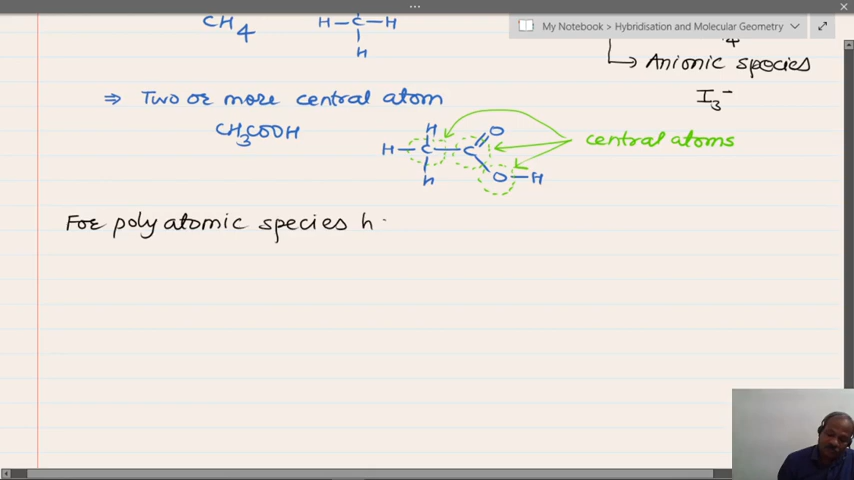 ...
My Notebook > Hybridisation and Molecular Geometry
CH4
H-C-H
H
4
Anionic species
I3⁻
⇒ Two or more central atom
CH3COOH
H
O
H-C-C
O-H
H
central atoms
For polyatomic species h